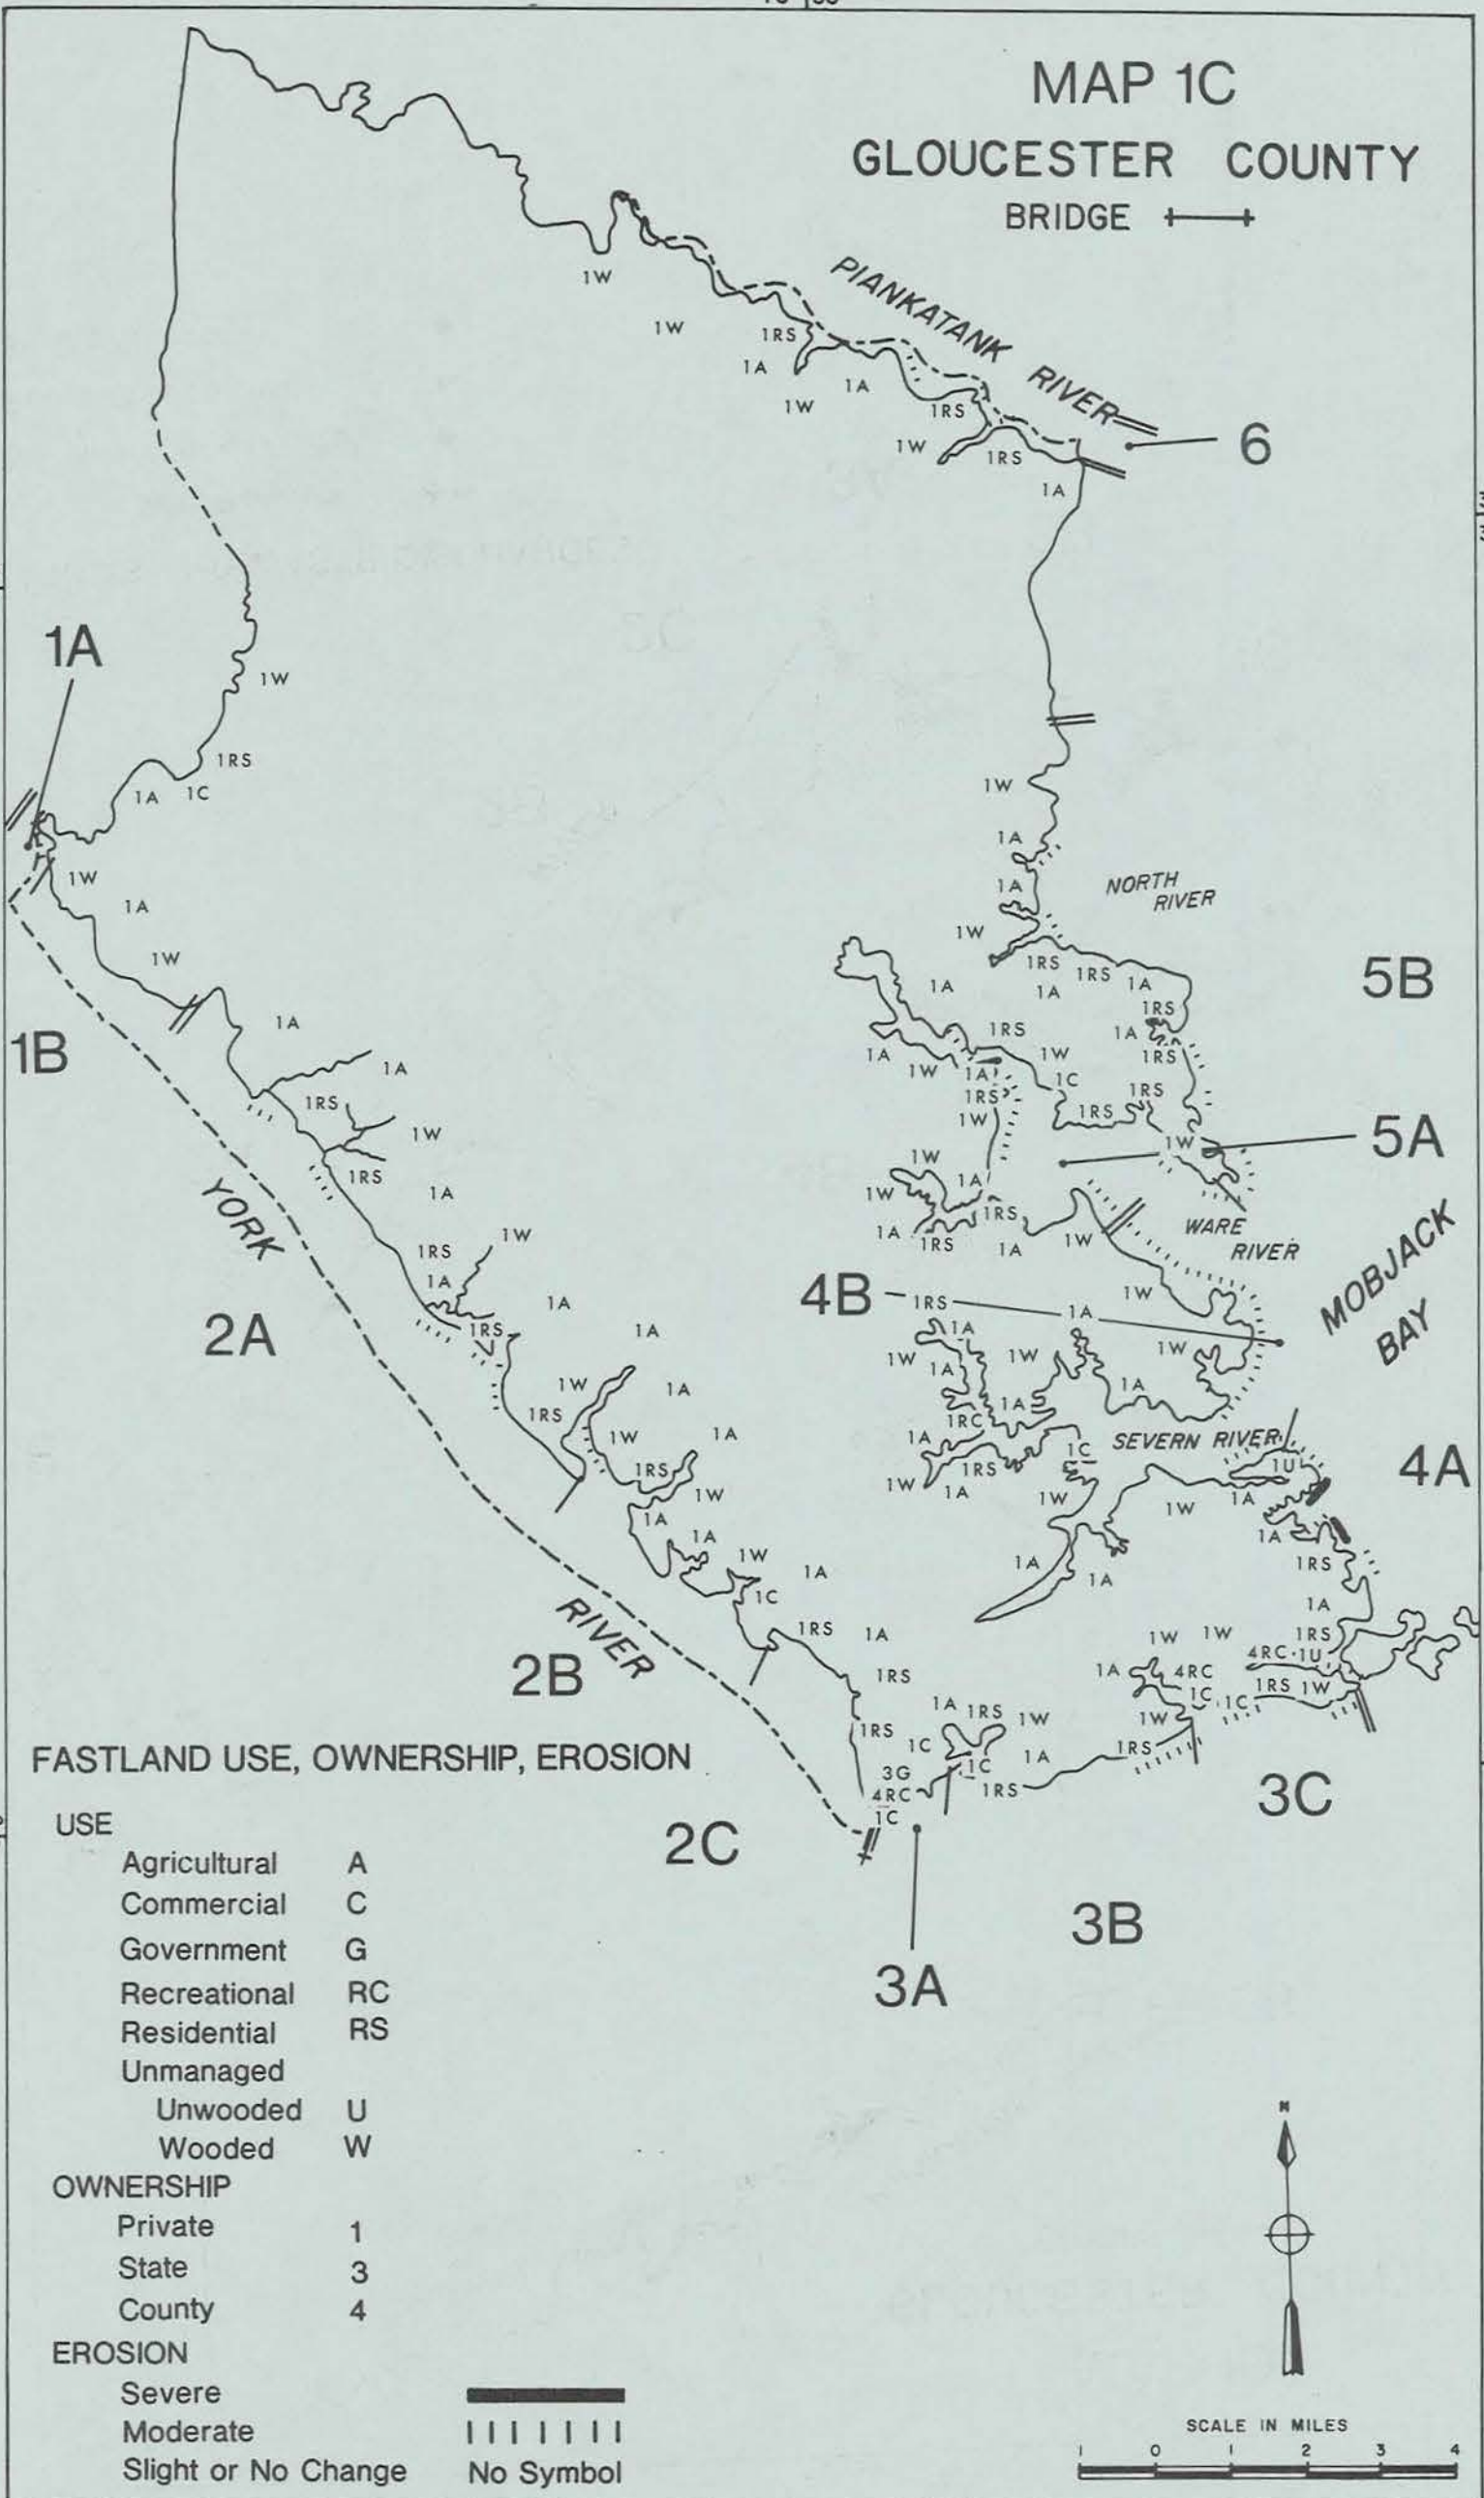 MAP 1C
GLOUCESTER COUNTY
BRIDGE
PIANKATANK RIVER
1W
1W
1RS
1A
1A
1W
1RS
1W
1RS
6
1A
1A
1W
1RS
1A 1C
1W
1A
1W
1B
1W
1A
1A
NORTH
RIVER
1W
1RS
1RS
1A
1A
1A
5B
1RS
1A
1RS
1RS
1A
1W
1A
1W
1C
1RS
1RS
1RS
1W
1W
5A
1A
1A
1RS
1W
1RS
1A
YORK
1RS
1A
1W
1A
1RS
1W
1W
1A
1W
1A
1RS
1RS
1A
1W
WARE
RIVER
MOBJACK
BAY
2A
1A
1A
4B
1RS
1A
1W
1A
1W
1A
1W
1W
1A
1A
1RC
1A
1RS
1W
1A
1C
SEVERN RIVER
1U
4A
1W
1W
1A
1A
1RS
1A
1A
1W
1RS
1A
1W
1A
1RS
1W
1A
1A
1W
1C
1A
RIVER
2B
1RS
1A
1RS
1A
1RS
1W
1RS
1C
1C
1A
1RS
3G
4RC
1C
1W
1W
1RS
4RC
1U
1A
4RC
1C
1C
1RS 1W
1W
1RS
2C
3A
3B
3C
FASTLAND USE, OWNERSHIP, EROSION
USE
Agricultural A
Commercial C
Government G
Recreational RC
Residential RS
Unmanaged
Unwooded U
Wooded W
OWNERSHIP
Private 1
State 3
County 4
EROSION
Severe
Moderate
Slight or No Change No Symbol
N
SCALE IN MILES
1 0 1 2 3 4